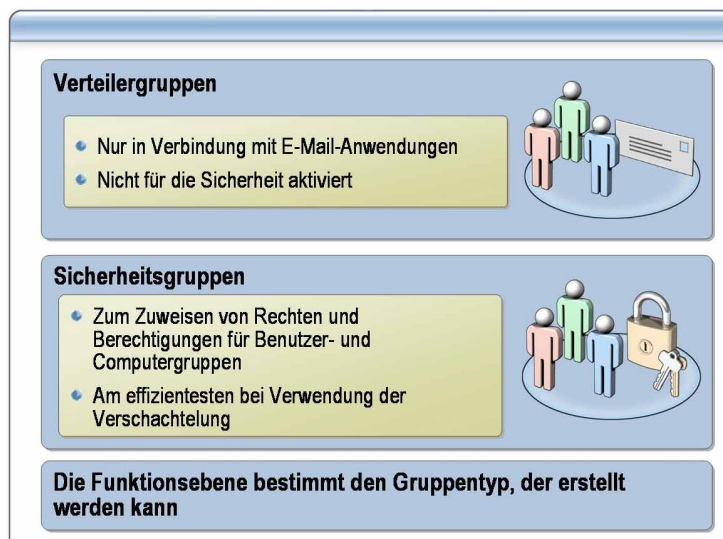 Verteilergruppen
Nur in Verbindung mit E-Mail-Anwendungen
Nicht für die Sicherheit aktiviert
Sicherheitsgruppen
Zum Zuweisen von Rechten und
Berechtigungen für Benutzer- und
Computergruppen
Am effizientesten bei Verwendung der
Verschachtelung
Die Funktionsebene bestimmt den Gruppentyp, der erstellt
werden kann